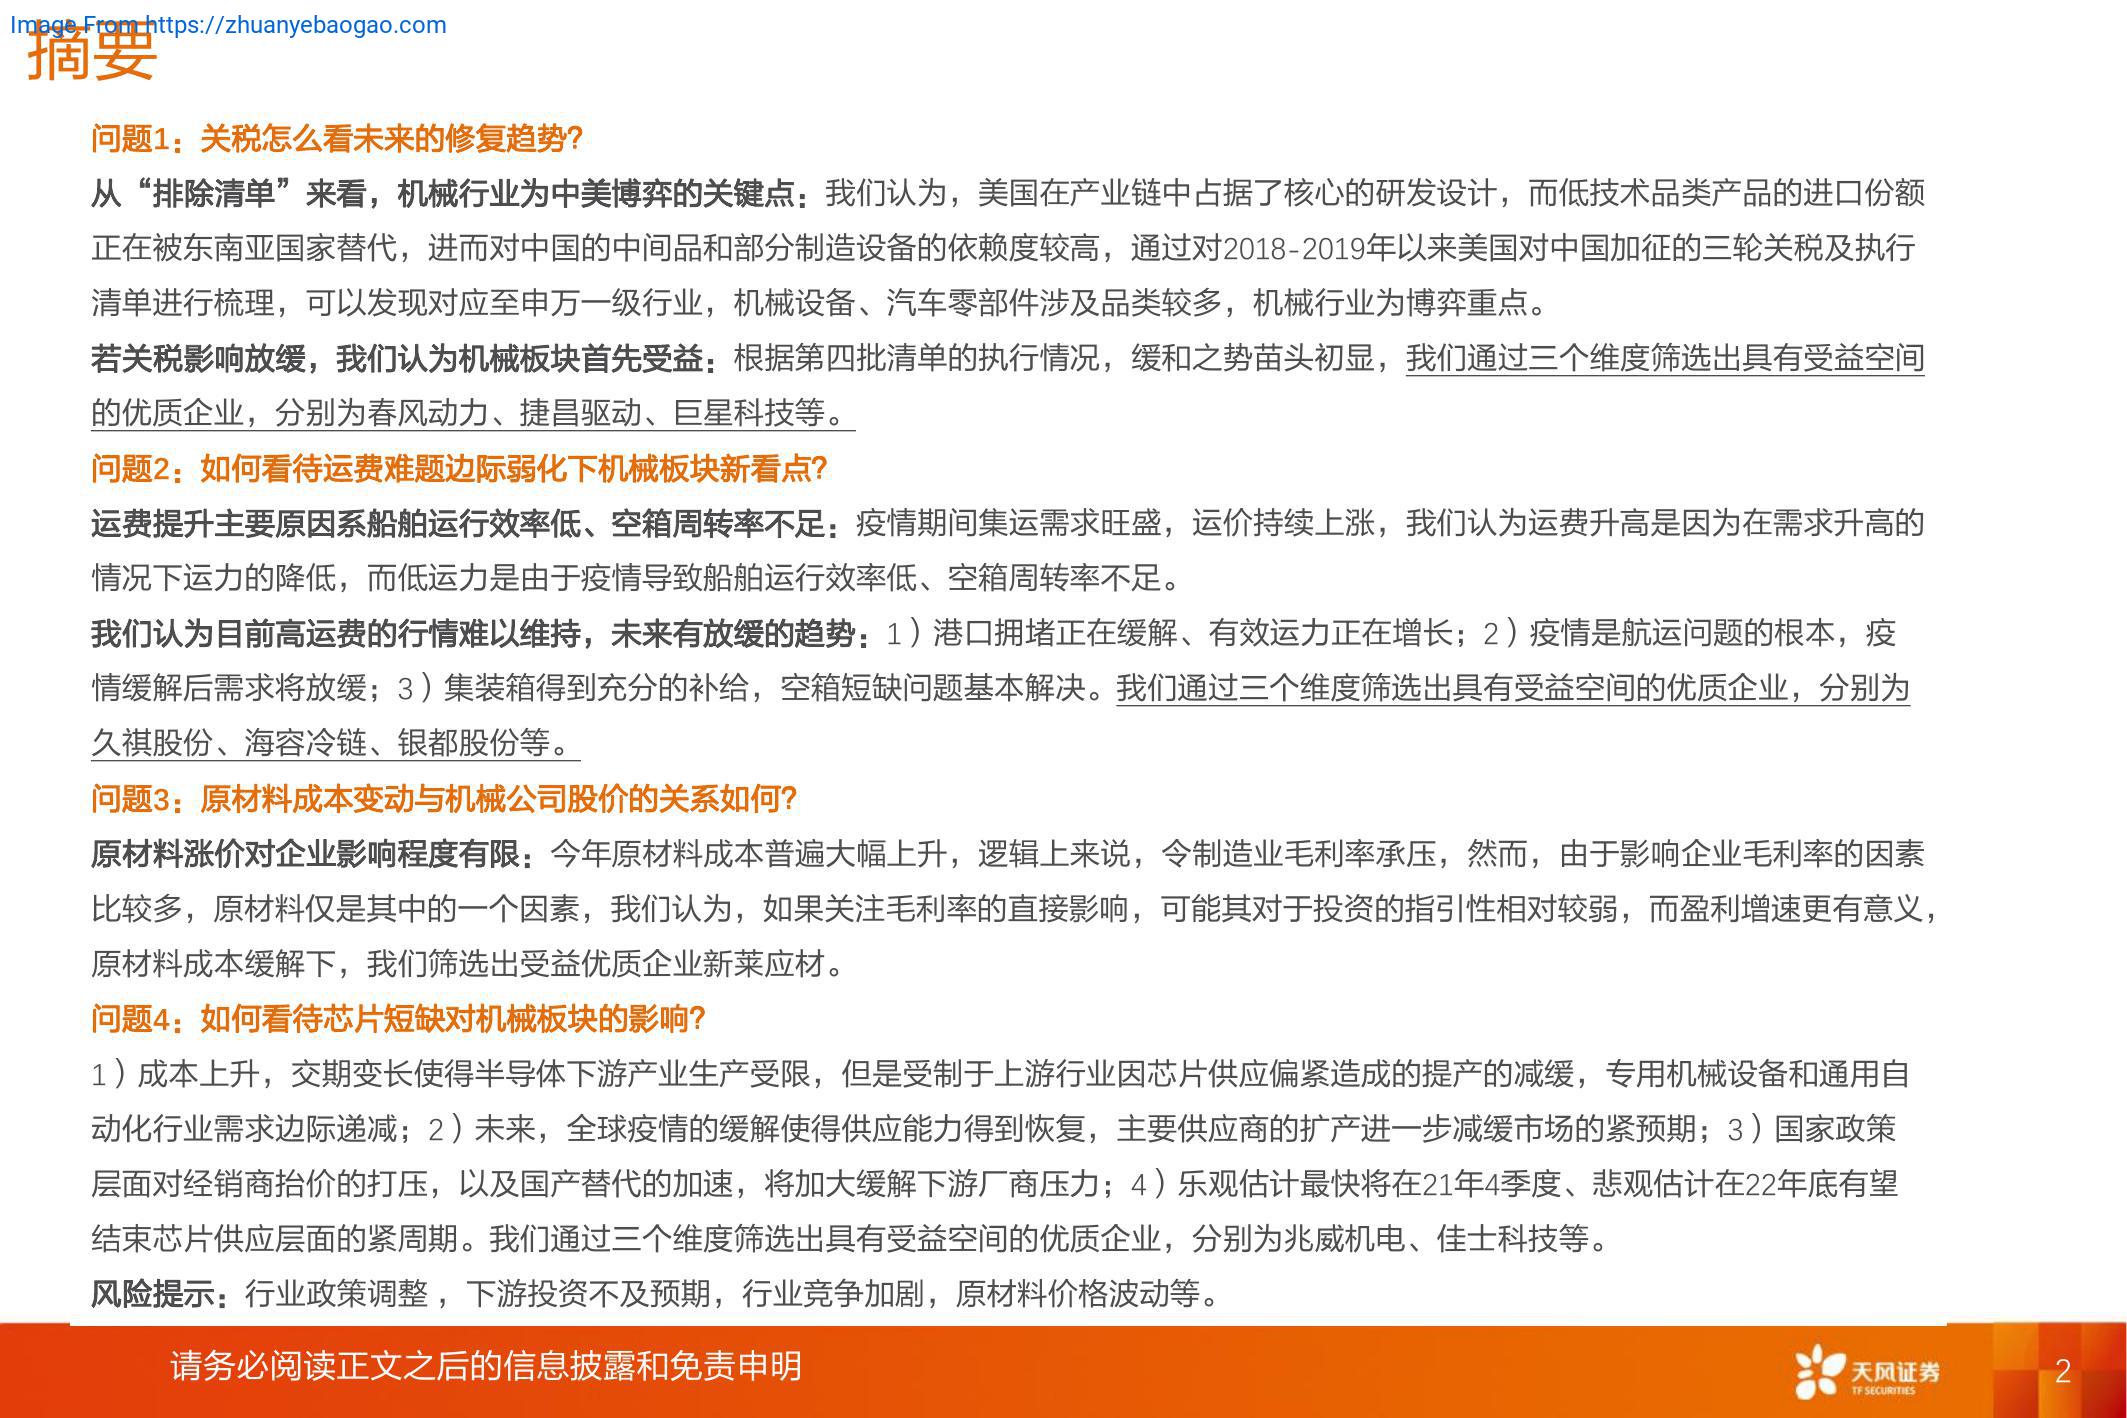 Image From https://zhuanyebaogao.com
摘要
问题1：关税怎么看未来的修复趋势？
从“排除清单”来看，机械行业为中美博弈的关键点：我们认为，美国在产业链中占据了核心的研发设计，而低技术品类产品的进口份额
正在被东南亚国家替代，进而对中国的中间品和部分制造设备的依赖度较高，通过对2018-2019年以来美国对中国加征的三轮关税及执行
清单进行梳理，可以发现对应至申万一级行业，机械设备、汽车零部件涉及品类较多，机械行业为博弈重点。
若关税影响放缓，我们认为机械板块首先受益：根据第四批清单的执行情况，缓和之势苗头初显，我们通过三个维度筛选出具有受益空间
的优质企业，分别为春风动力、捷昌驱动、巨星科技等。
问题2：如何看待运费难题边际弱化下机械板块新看点？
运费提升主要原因系船舶运行效率低、空箱周转率不足：疫情期间集运需求旺盛，运价持续上涨，我们认为运费升高是因为在需求升高的
情况下运力的降低，而低运力是由于疫情导致船舶运行效率低、空箱周转率不足。
我们认为目前高运费的行情难以维持，未来有放缓的趋势：1）港口拥堵正在缓解、有效运力正在增长；2）疫情是航运问题的根本，疫
情缓解后需求将放缓；3）集装箱得到充分的补给，空箱短缺问题基本解决。我们通过三个维度筛选出具有受益空间的优质企业，分别为
久祺股份、海容冷链、银都股份等。
问题3：原材料成本变动与机械公司股价的关系如何？
原材料涨价对企业影响程度有限：今年原材料成本普遍大幅上升，逻辑上来说，令制造业毛利率承压，然而，由于影响企业毛利率的因素
比较多，原材料仅是其中的一个因素，我们认为，如果关注毛利率的直接影响，可能其对于投资的指引性相对较弱，而盈利增速更有意义，
原材料成本缓解下，我们筛选出受益优质企业新莱应材。
问题4：如何看待芯片短缺对机械板块的影响？
1）成本上升，交期变长使得半导体下游产业生产受限，但是受制于上游行业因芯片供应偏紧造成的提产的减缓，专用机械设备和通用自
动化行业需求边际递减；2）未来，全球疫情的缓解使得供应能力得到恢复，主要供应商的扩产进一步减缓市场的紧预期；3）国家政策
层面对经销商抬价的打压，以及国产替代的加速，将加大缓解下游厂商压力；4）乐观估计最快将在21年4季度、悲观估计在22年底有望
结束芯片供应层面的紧周期。我们通过三个维度筛选出具有受益空间的优质企业，分别为兆威机电、佳士科技等。
风险提示：行业政策调整 ，下游投资不及预期，行业竞争加剧，原材料价格波动等。
请务必阅读正文之后的信息披露和免责申明
天风证券
TF SECURITIES
2